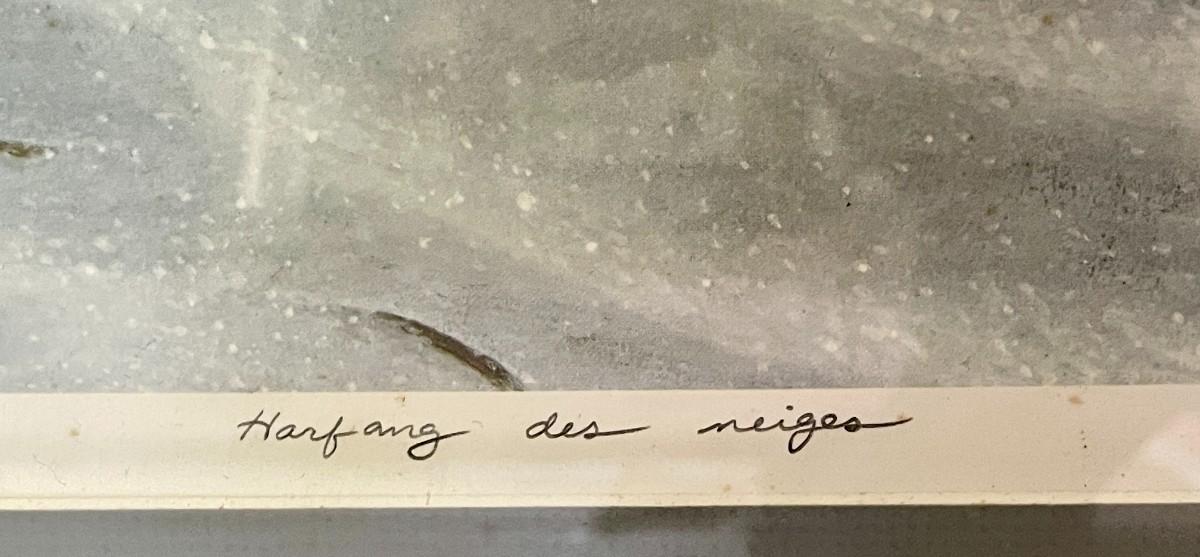 Harfang des neiges